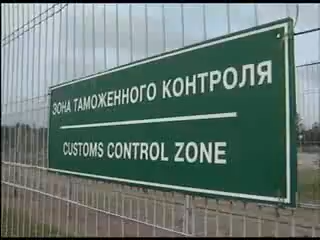 ЗОНА ТАМОЖЕННОГО КОНТРОЛЯ
CUSTOMS CONTROL ZONE